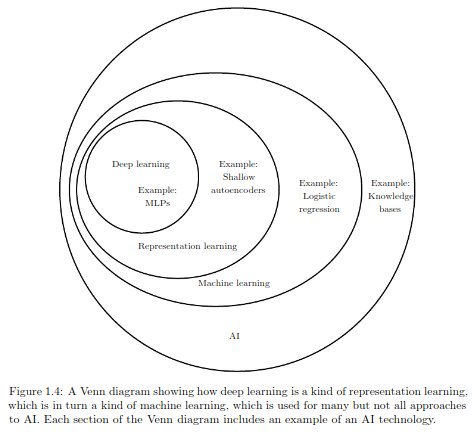 Deep learning
Example:
MLPs
Example:
Shallow
autoencoders
Example:
Logistic
regression
Example:
Knowledge
bases
Representation learning
Machine learning
AI
Figure 1.4: A Venn diagram showing how deep learning is a kind of representation learning,
which is in turn a kind of machine learning, which is used for many but not all approaches
to AI. Each section of the Venn diagram includes an example of an AI technology.